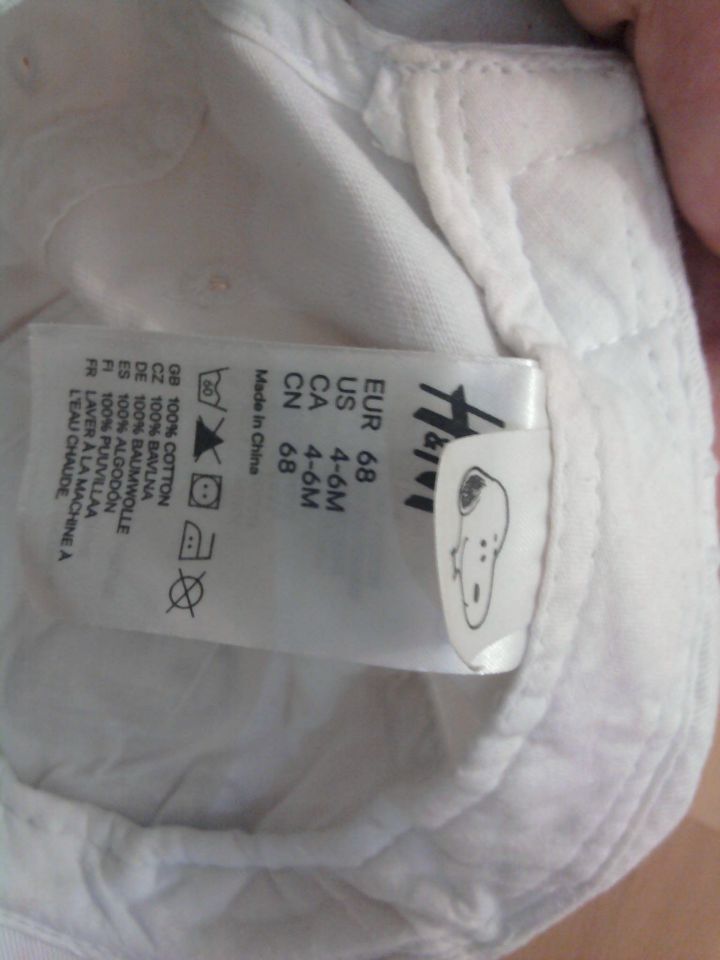 H&M
EUR 68
US 4-6M
CA 4-6M
CN 68
Made in China
60
GB 100% COTTON
CZ 100% BAVLNA
DE 100% BAUMWOLLE
ES 100% ALGODÓN
FI 100% PUUVILLAA
FR LAVER À LA MACHINE À
L'EAU CHAUDE,